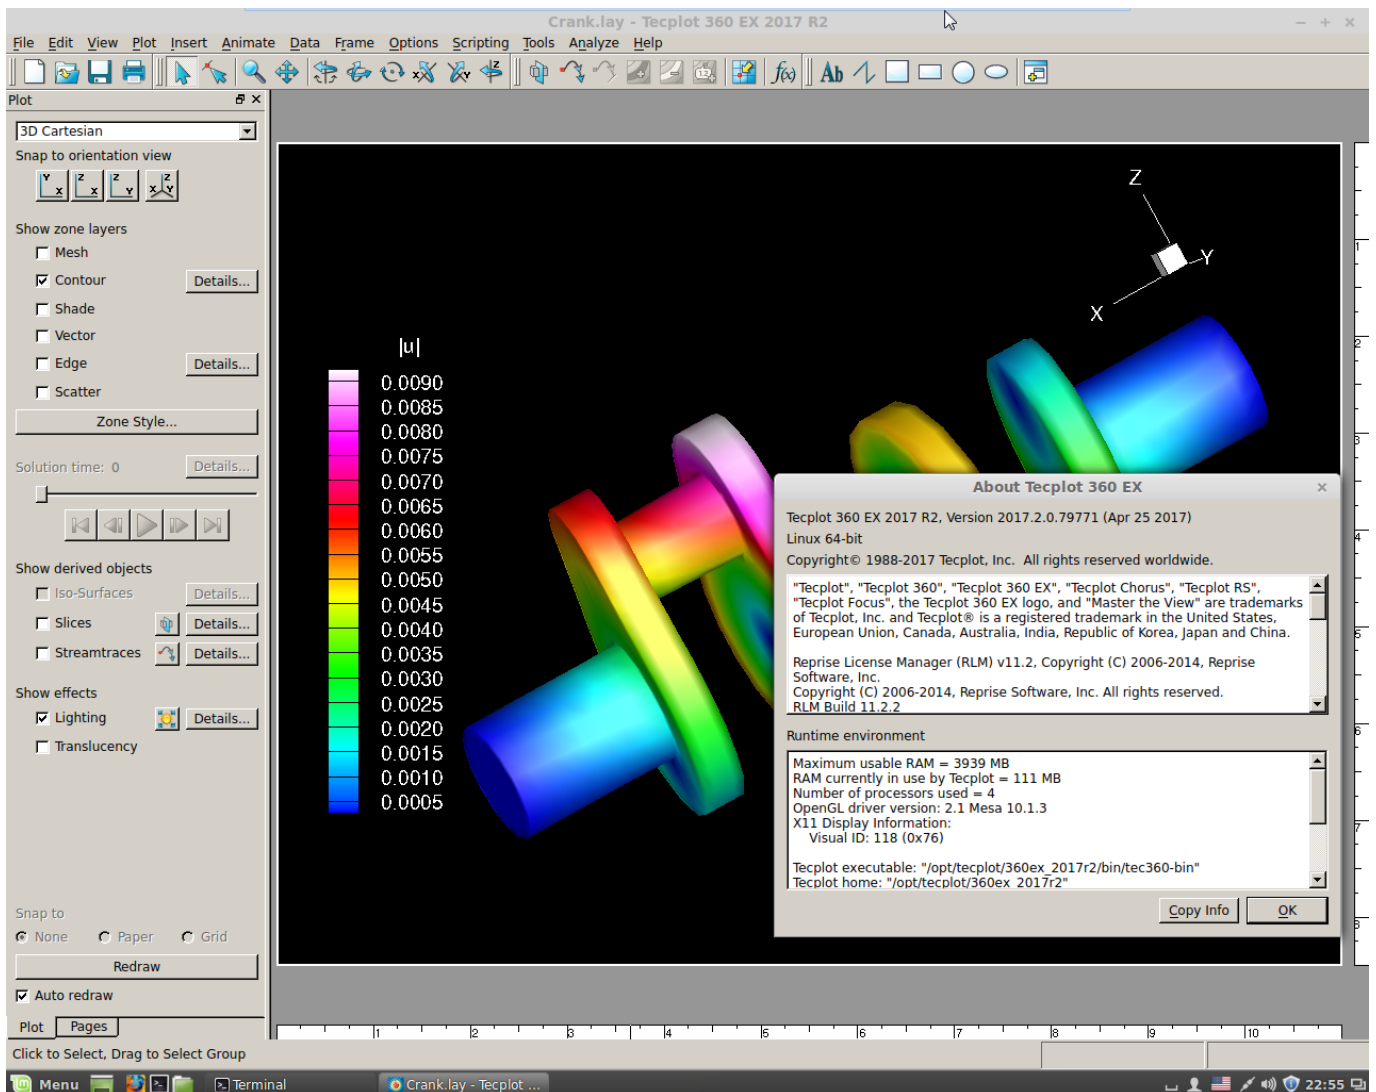 Crank.lay - Tecplot 360 EX 2017 R2
File Edit View Plot Insert Animate Data Frame Options Scripting Tools Analyze Help
Ab
f(x)
Plot
3D Cartesian
Snap to orientation view
Y X Z X Z Y X Z Y
Show zone layers
Mesh
Contour Details...
Shade
Vector
Edge Details...
Scatter
Zone Style...
Solution time: 0 Details...
Show derived objects
Iso-Surfaces Details...
Slices Details...
Streamtraces Details...
Show effects
Lighting Details...
Translucency
Snap to
None Paper Grid
Redraw
Auto redraw
Plot Pages
Click to Select, Drag to Select Group
Z
Y
X
|u|
0.0090
0.0085
0.0080
0.0075
0.0070
0.0065
0.0060
0.0055
0.0050
0.0045
0.0040
0.0035
0.0030
0.0025
0.0020
0.0015
0.0010
0.0005
1
2
3
4
5
6
7
8
1 2 3 4 5 6 7 8 9 10
About Tecplot 360 EX
Tecplot 360 EX 2017 R2, Version 2017.2.0.79771 (Apr 25 2017)
Linux 64-bit
Copyright© 1988-2017 Tecplot, Inc. All rights reserved worldwide.
"Tecplot", "Tecplot 360", "Tecplot 360 EX", "Tecplot Chorus", "Tecplot RS",
"Tecplot Focus", the Tecplot 360 EX logo, and "Master the View" are trademarks
of Tecplot, Inc. and Tecplot® is a registered trademark in the United States,
European Union, Canada, Australia, India, Republic of Korea, Japan and China.
Reprise License Manager (RLM) v11.2, Copyright (C) 2006-2014, Reprise
Software, Inc.
Copyright (C) 2006-2014, Reprise Software, Inc. All rights reserved.
RLM Build 11.2.2
Runtime environment
Maximum usable RAM = 3939 MB
RAM currently in use by Tecplot = 111 MB
Number of processors used = 4
OpenGL driver version: 2.1 Mesa 10.1.3
X11 Display Information:
Visual ID: 118 (0x76)
Tecplot executable: "/opt/tecplot/360ex_2017r2/bin/tec360-bin"
Tecplot home: "/opt/tecplot/360ex_2017r2"
Copy Info OK
Menu Terminal Crank.lay - Tecplot ... 22:55